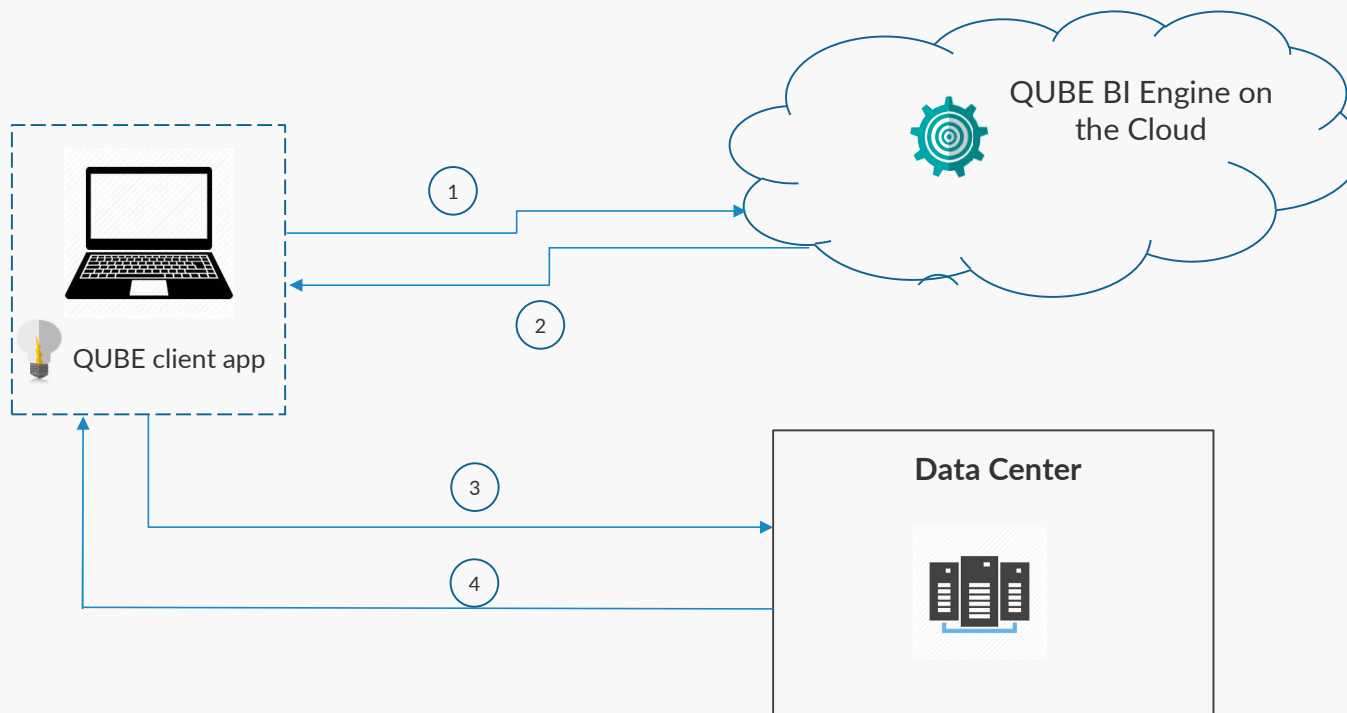 QUBE BI Engine on
the Cloud
1
2
QUBE client app
Data Center
3
4